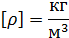 [ρ] = кг/м³